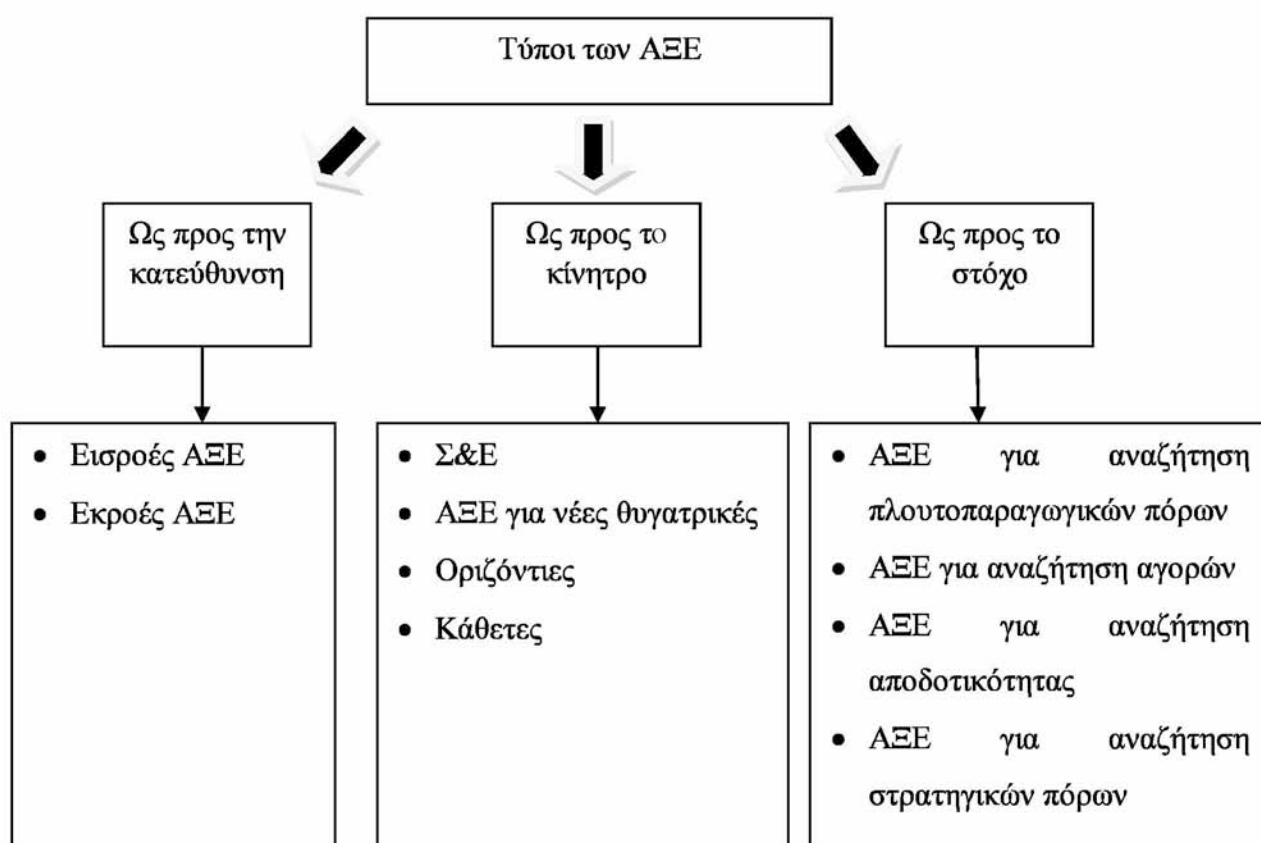 Τύποι των ΑΞΕ
Ως προς την
κατεύθυνση
Ως προς το
κίνητρο
Ως προς το
στόχο
• Εισροές ΑΞΕ
• Εκροές ΑΞΕ
• Σ&Ε
• ΑΞΕ για νέες θυγατρικές
• Οριζόντιες
• Κάθετες
• ΑΞΕ για αναζήτηση
πλουτοπαραγωγικών πόρων
• ΑΞΕ για αναζήτηση αγορών
• ΑΞΕ για αναζήτηση
αποδοτικότητας
• ΑΞΕ για αναζήτηση
στρατηγικών πόρων